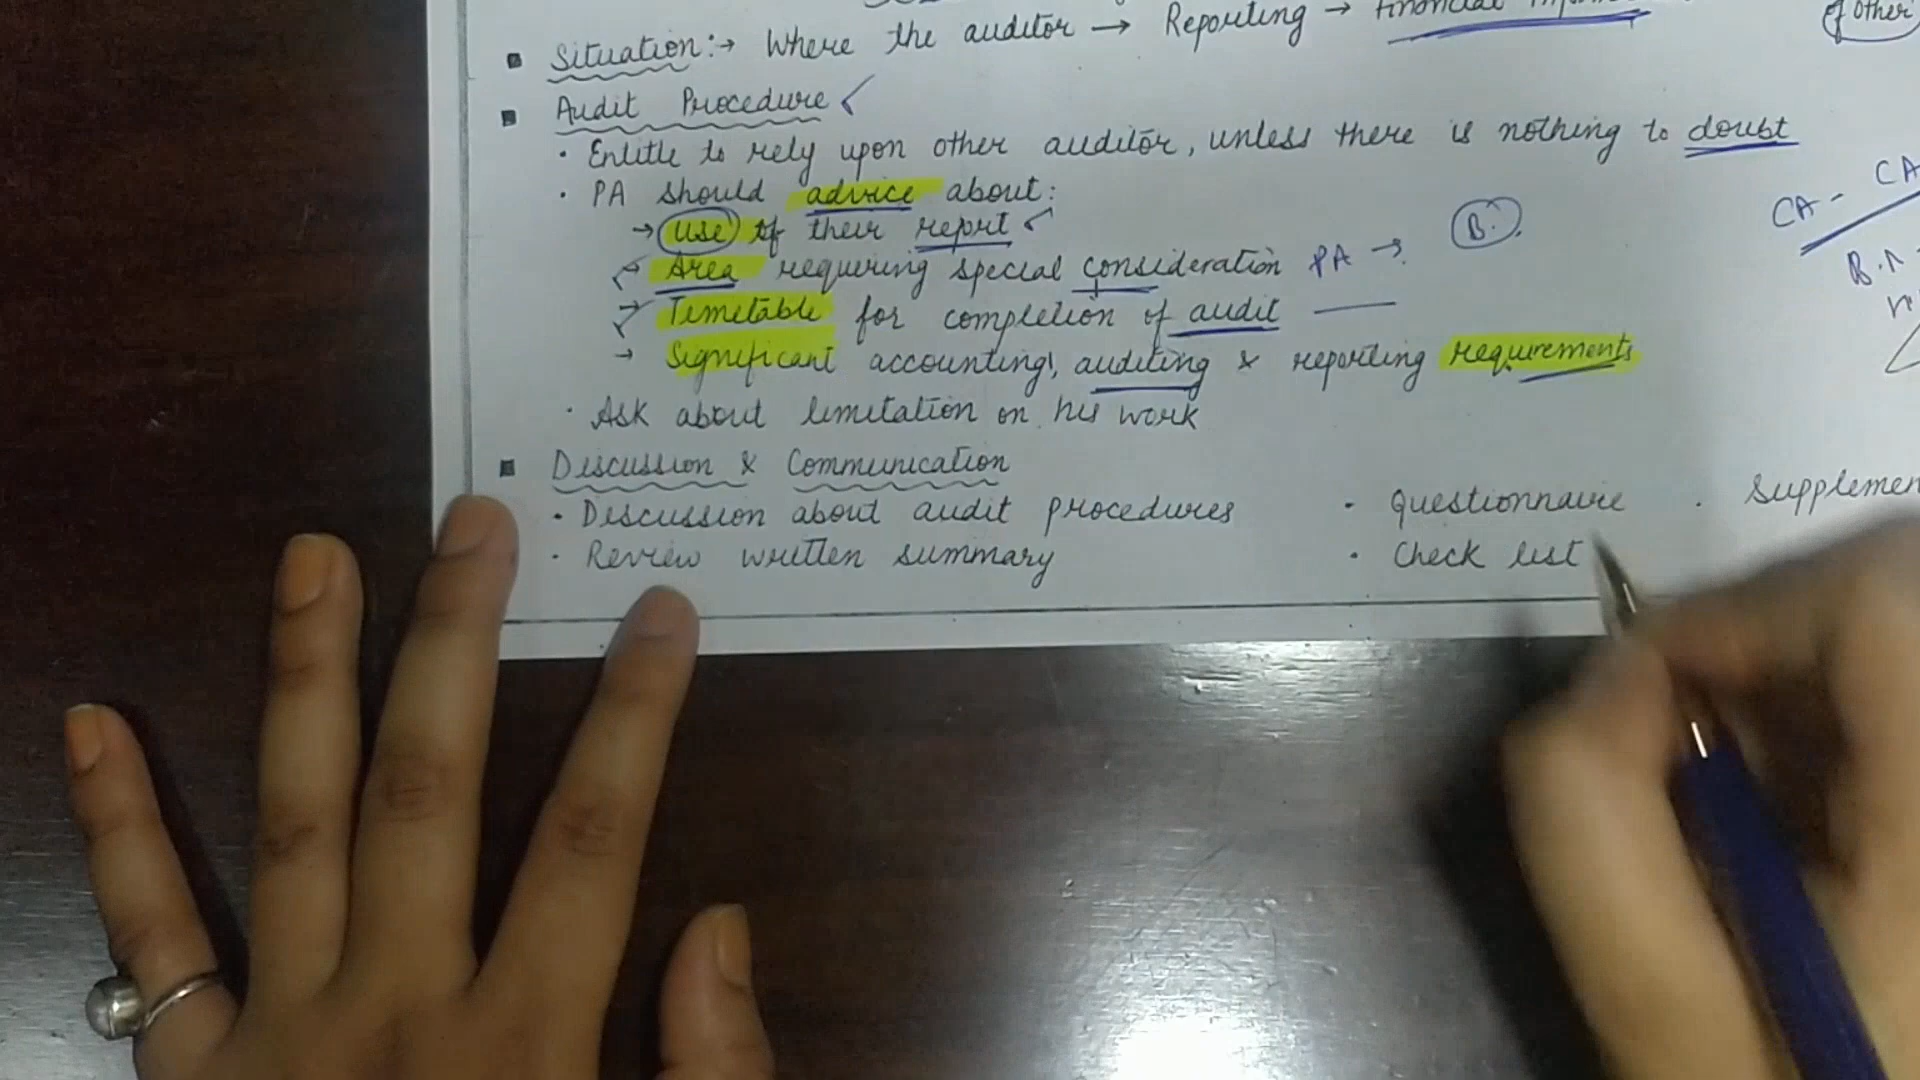 Situation:→ Where the auditor → Reporting → Financial
of other
Audit Procedure
• Entitle to rely upon other auditor, unless there is nothing to doubt
• PA should advice about:
→ Use of their report
→ Area requiring special consideration PA → B.
→ Timetable for completion of audit
→ Significant accounting, auditing & reporting requirements
• Ask about limitation on his work
CA - CA
Discussion & Communication
• Discussion about audit procedures • Questionnaire • Supplemen
• Review written summary • Check list